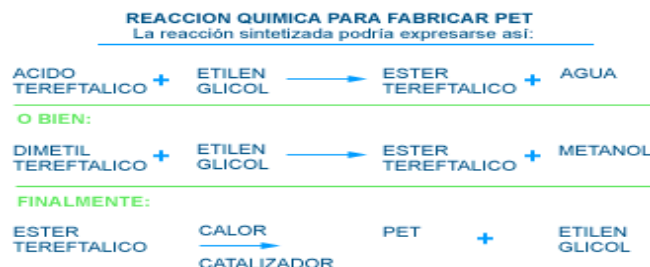 REACCION QUIMICA PARA FABRICAR PET
La reacción sintetizada podría expresarse así:
ACIDO TEREFTALICO + ETILEN GLICOL → ESTER TEREFTALICO + AGUA
O BIEN:
DIMETIL TEREFTALICO + ETILEN GLICOL → ESTER TEREFTALICO + METANOL
FINALMENTE:
ESTER TEREFTALICO CALOR → CATALIZADOR PET + ETILEN GLICOL